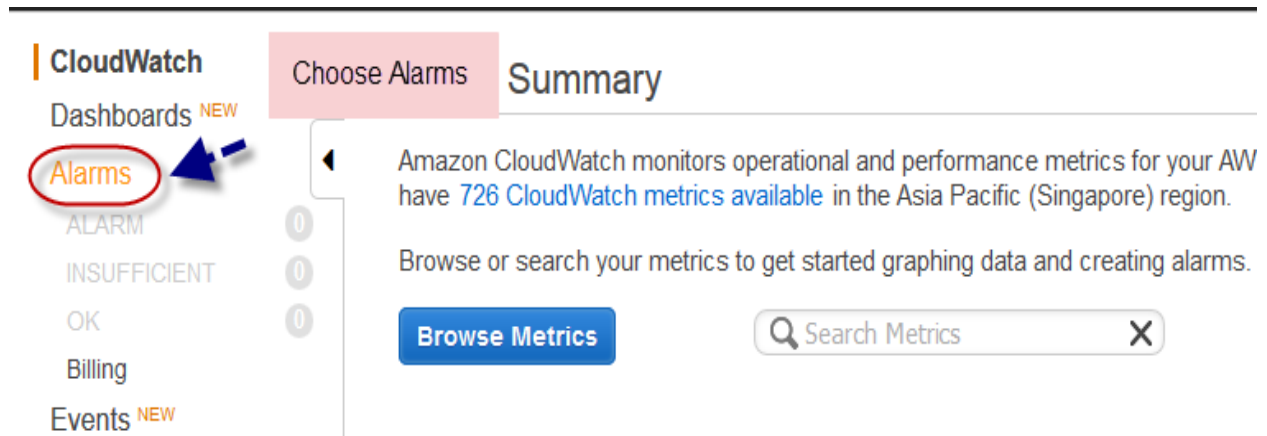 CloudWatch
Dashboards NEW
Alarms
ALARM 0
INSUFFICIENT 0
OK 0
Billing
Events NEW
Choose Alarms
Summary
Amazon CloudWatch monitors operational and performance metrics for your AW
have 726 CloudWatch metrics available in the Asia Pacific (Singapore) region.
Browse or search your metrics to get started graphing data and creating alarms.
Browse Metrics
Search Metrics